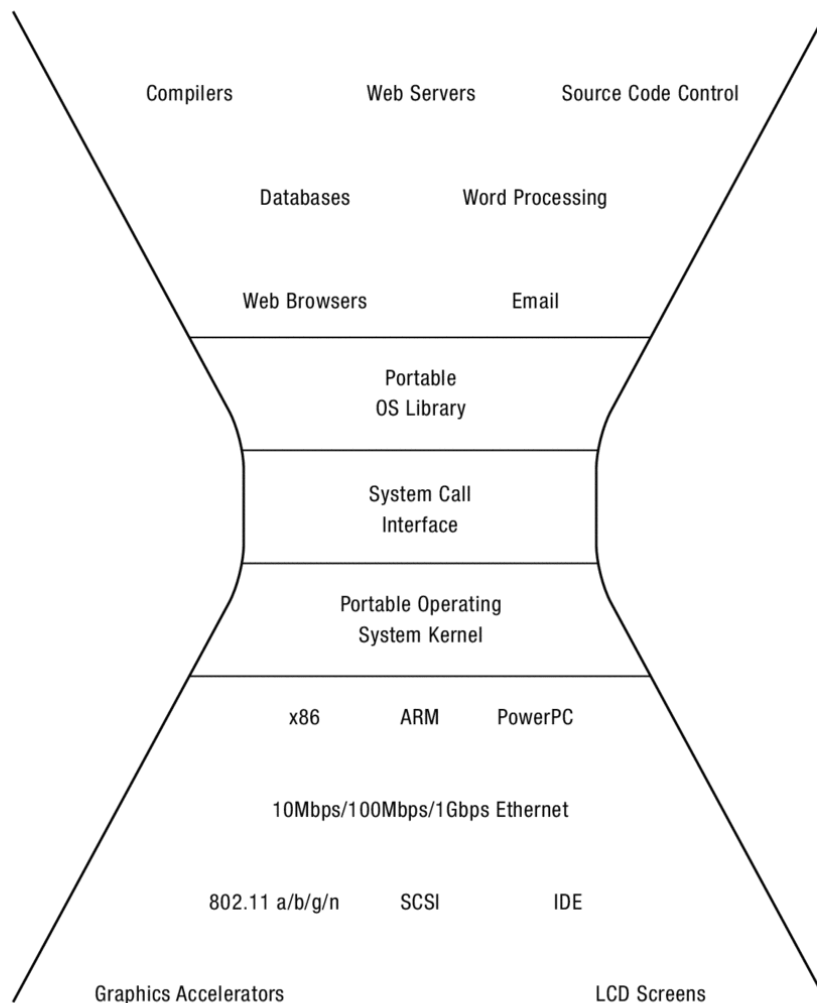 Compilers Web Servers Source Code Control
Databases Word Processing
Web Browsers Email
Portable
OS Library
System Call
Interface
Portable Operating
System Kernel
x86 ARM PowerPC
10Mbps/100Mbps/1Gbps Ethernet
802.11 a/b/g/n SCSI IDE
Graphics Accelerators LCD Screens